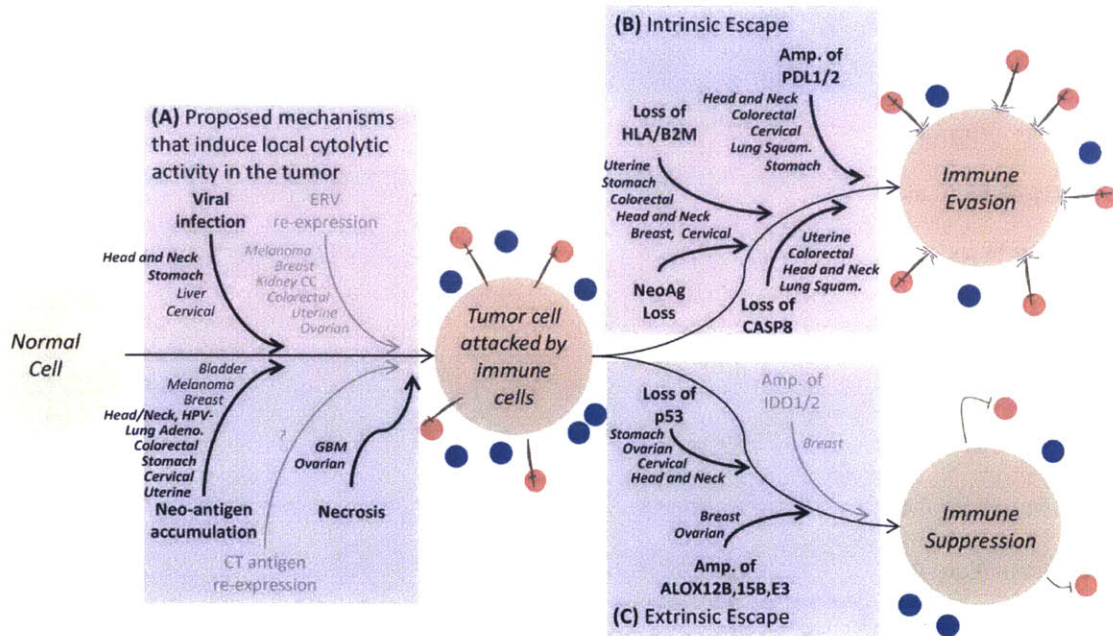 (A) Proposed mechanisms
that induce local cytolytic
activity in the tumor
Viral
infection
ERV
re-expression
Head and Neck
Stomach
Liver
Cervical
Melanoma
Breast
Kidney CC
Colorectal
Uterine
Ovarian
Normal
Cell
Bladder
Melanoma
Breast
Head/Neck, HPV-
Lung Adeno.
Colorectal
Stomach
Cervical
Uterine
Neo-antigen
accumulation
?
CT antigen
re-expression
GBM
Ovarian
Necrosis
Tumor cell
attacked by
immune
cells
(B) Intrinsic Escape
Amp. of
PDL1/2
Head and Neck
Colorectal
Cervical
Lung Squam.
Stomach
Loss of
HLA/B2M
Uterine
Stomach
Colorectal
Head and Neck
Breast, Cervical
NeoAg
Loss
Uterine
Colorectal
Head and Neck
Lung Squam.
Loss of
CASP8
Immune
Evasion
Loss of
p53
Stomach
Ovarian
Cervical
Head and Neck
Amp. of
IDO1/2
Breast
Breast
Ovarian
Amp. of
ALOX12B,15B,E3
Immune
Suppression
(C) Extrinsic Escape